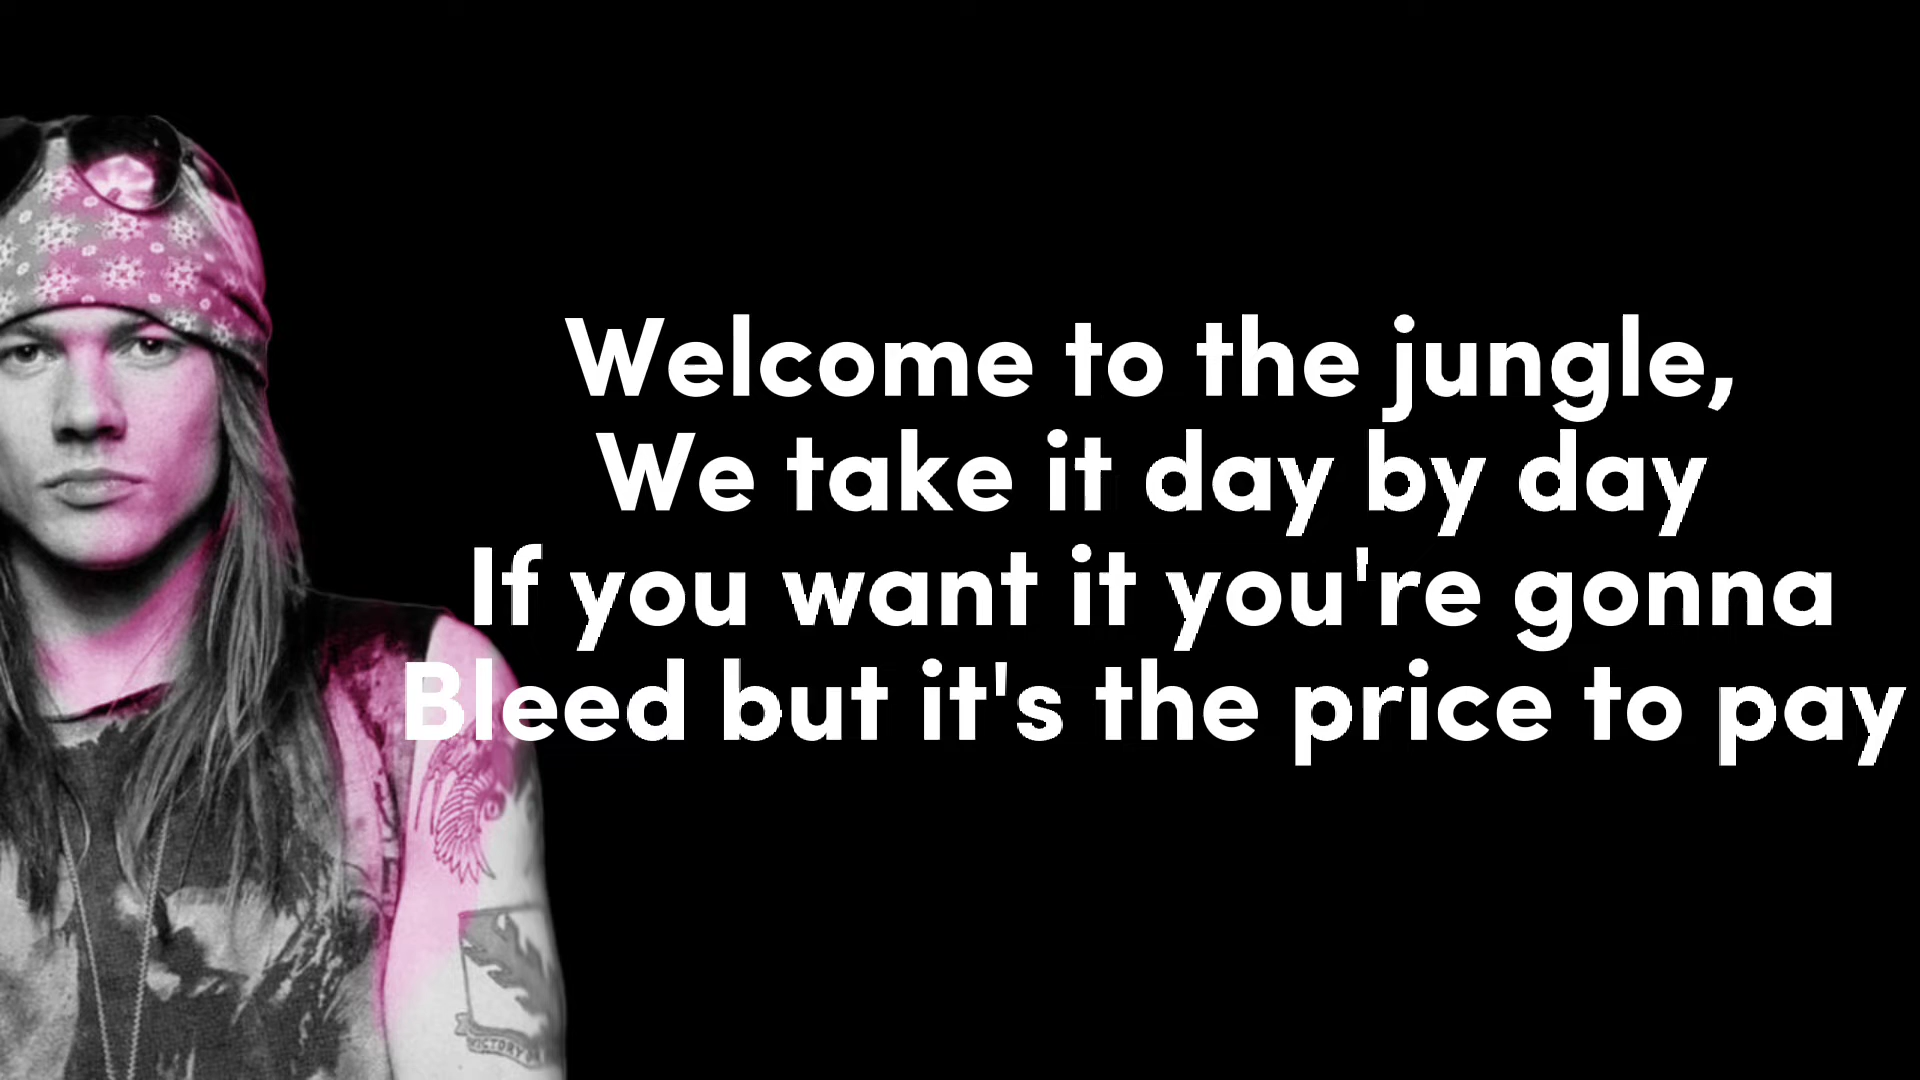 Welcome to the jungle,
We take it day by day
If you want it you're gonna
Bleed but it's the price to pay
VICTORY